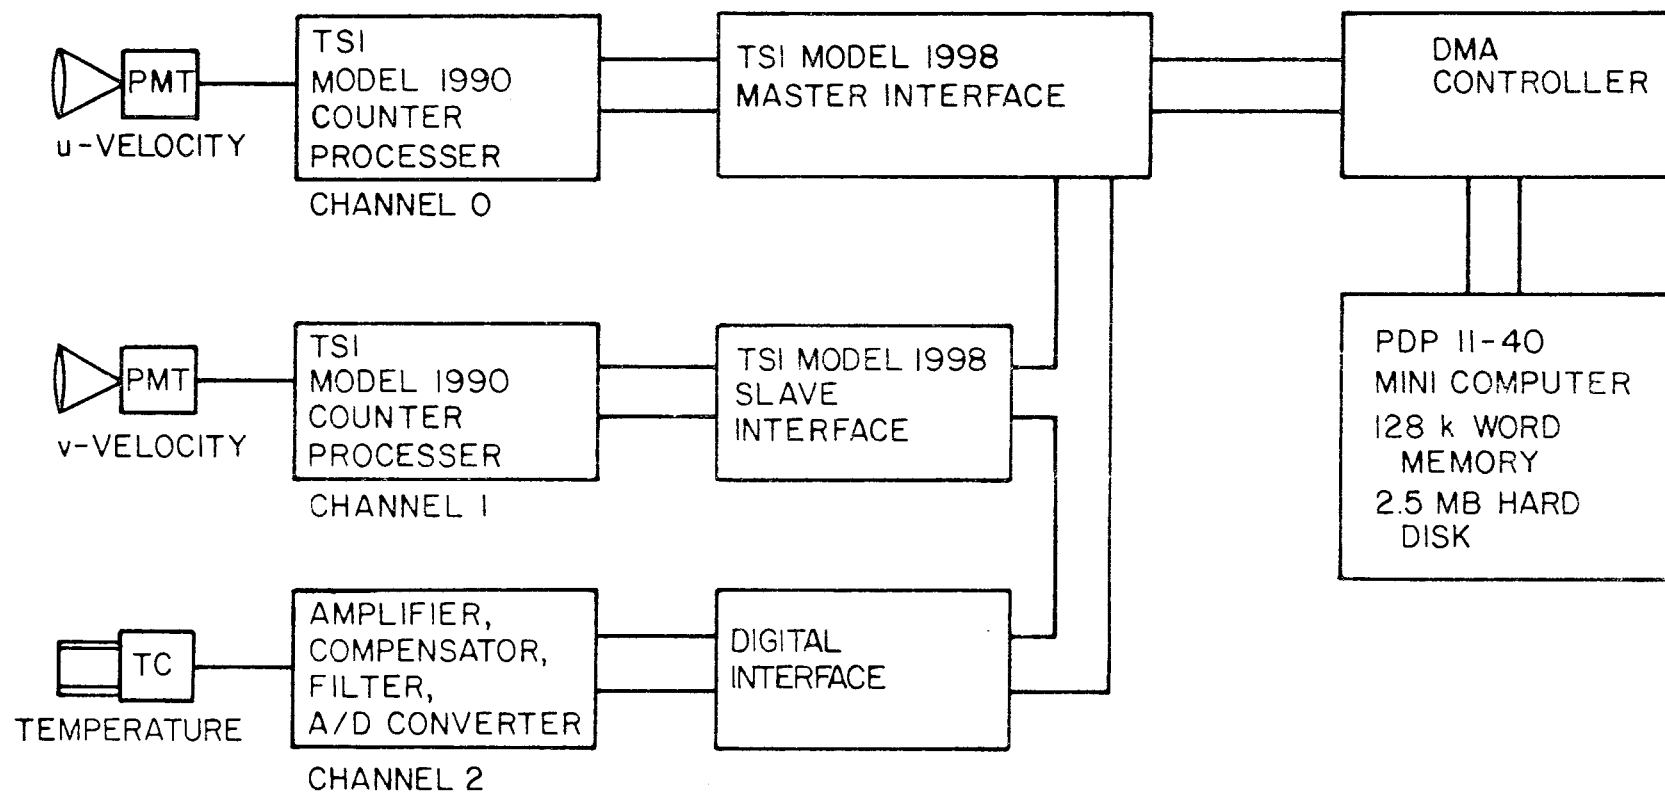 PMT
u-VELOCITY
TSI
MODEL 1990
COUNTER
PROCESSER
CHANNEL 0
TSI MODEL 1998
MASTER INTERFACE
DMA
CONTROLLER
PMT
v-VELOCITY
TSI
MODEL 1990
COUNTER
PROCESSER
CHANNEL 1
TSI MODEL 1998
SLAVE
INTERFACE
PDP 11-40
MINI COMPUTER
128 k WORD
MEMORY
2.5 MB HARD
DISK
TC
TEMPERATURE
AMPLIFIER,
COMPENSATOR,
FILTER,
A/D CONVERTER
CHANNEL 2
DIGITAL
INTERFACE